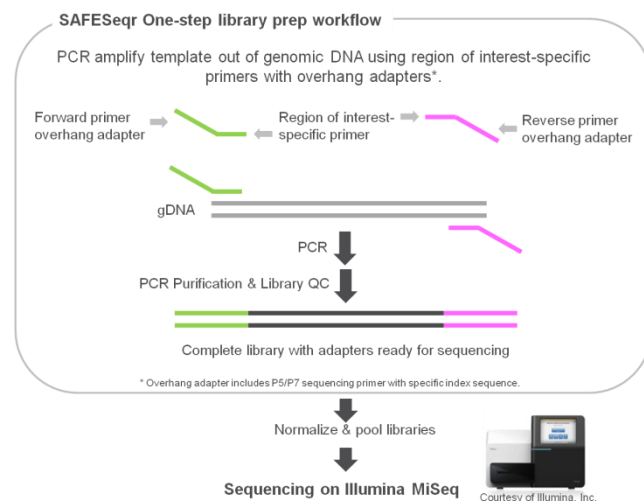 SAFESeqr One-step library prep workflow
PCR amplify template out of genomic DNA using region of interest-specific
primers with overhang adapters*.
Forward primer
overhang adapter
Region of interest-
specific primer
Reverse primer
overhang adapter
gDNA
PCR
PCR Purification & Library QC
Complete library with adapters ready for sequencing
* Overhang adapter includes P5/P7 sequencing primer with specific index sequence.
Normalize & pool libraries
Sequencing on Illumina MiSeq
Courtesy of Illumina, Inc.